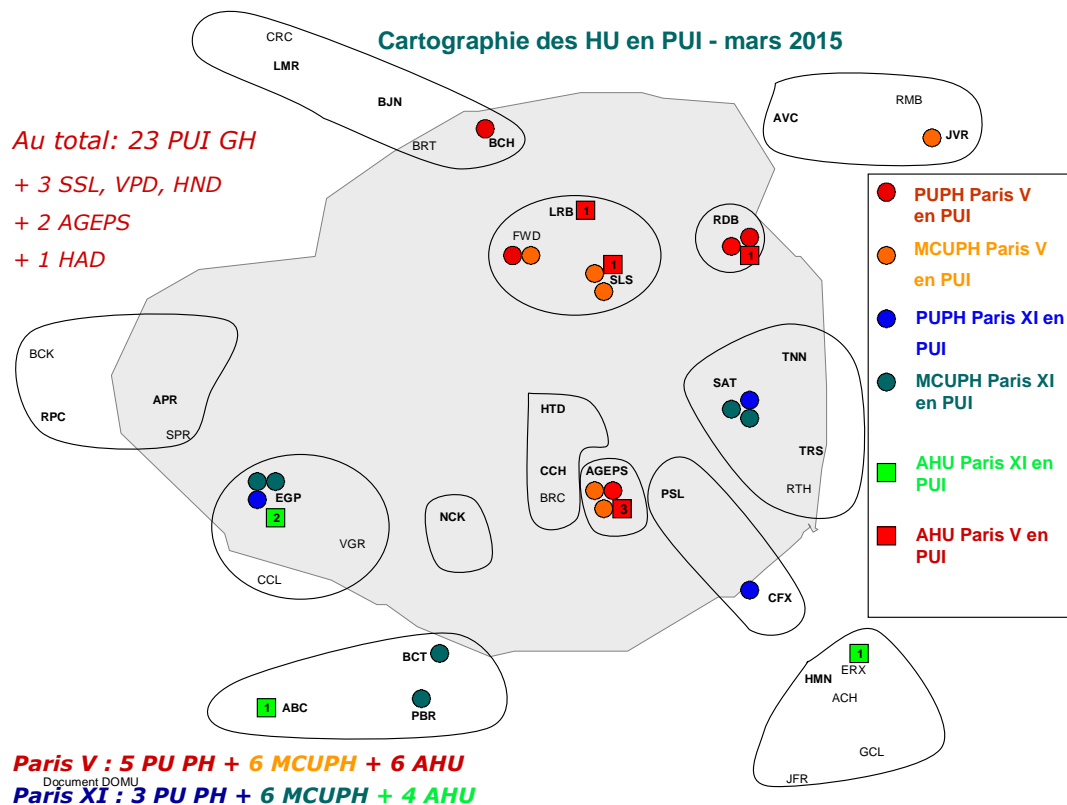 Cartographie des HU en PUI - mars 2015
CRC
LMR
BJN
BRT
BCH
AVC
RMB
JVR
Au total: 23 PUI GH
+ 3 SSL, VPD, HND
+ 2 AGEPS
+ 1 HAD
LRB 1
FWD
1
SLS
RDB
1
PUPH Paris V
en PUI
MCUPH Paris V
en PUI
PUPH Paris XI en
PUI
MCUPH Paris XI
en PUI
AHU Paris XI en
PUI
AHU Paris V en
PUI
BCK
RPC
APR
SPR
TNN
SAT
TRS
RTH
HTD
CCH
BRC
AGEPS
3
PSL
CFX
NCK
EGP
2
VGR
CCL
BCT
1 ABC
PBR
1
ERX
HMN
ACH
GCL
JFR
Paris V : 5 PU PH + 6 MCUPH + 6 AHU
Document DOMU
Paris XI : 3 PU PH + 6 MCUPH + 4 AHU